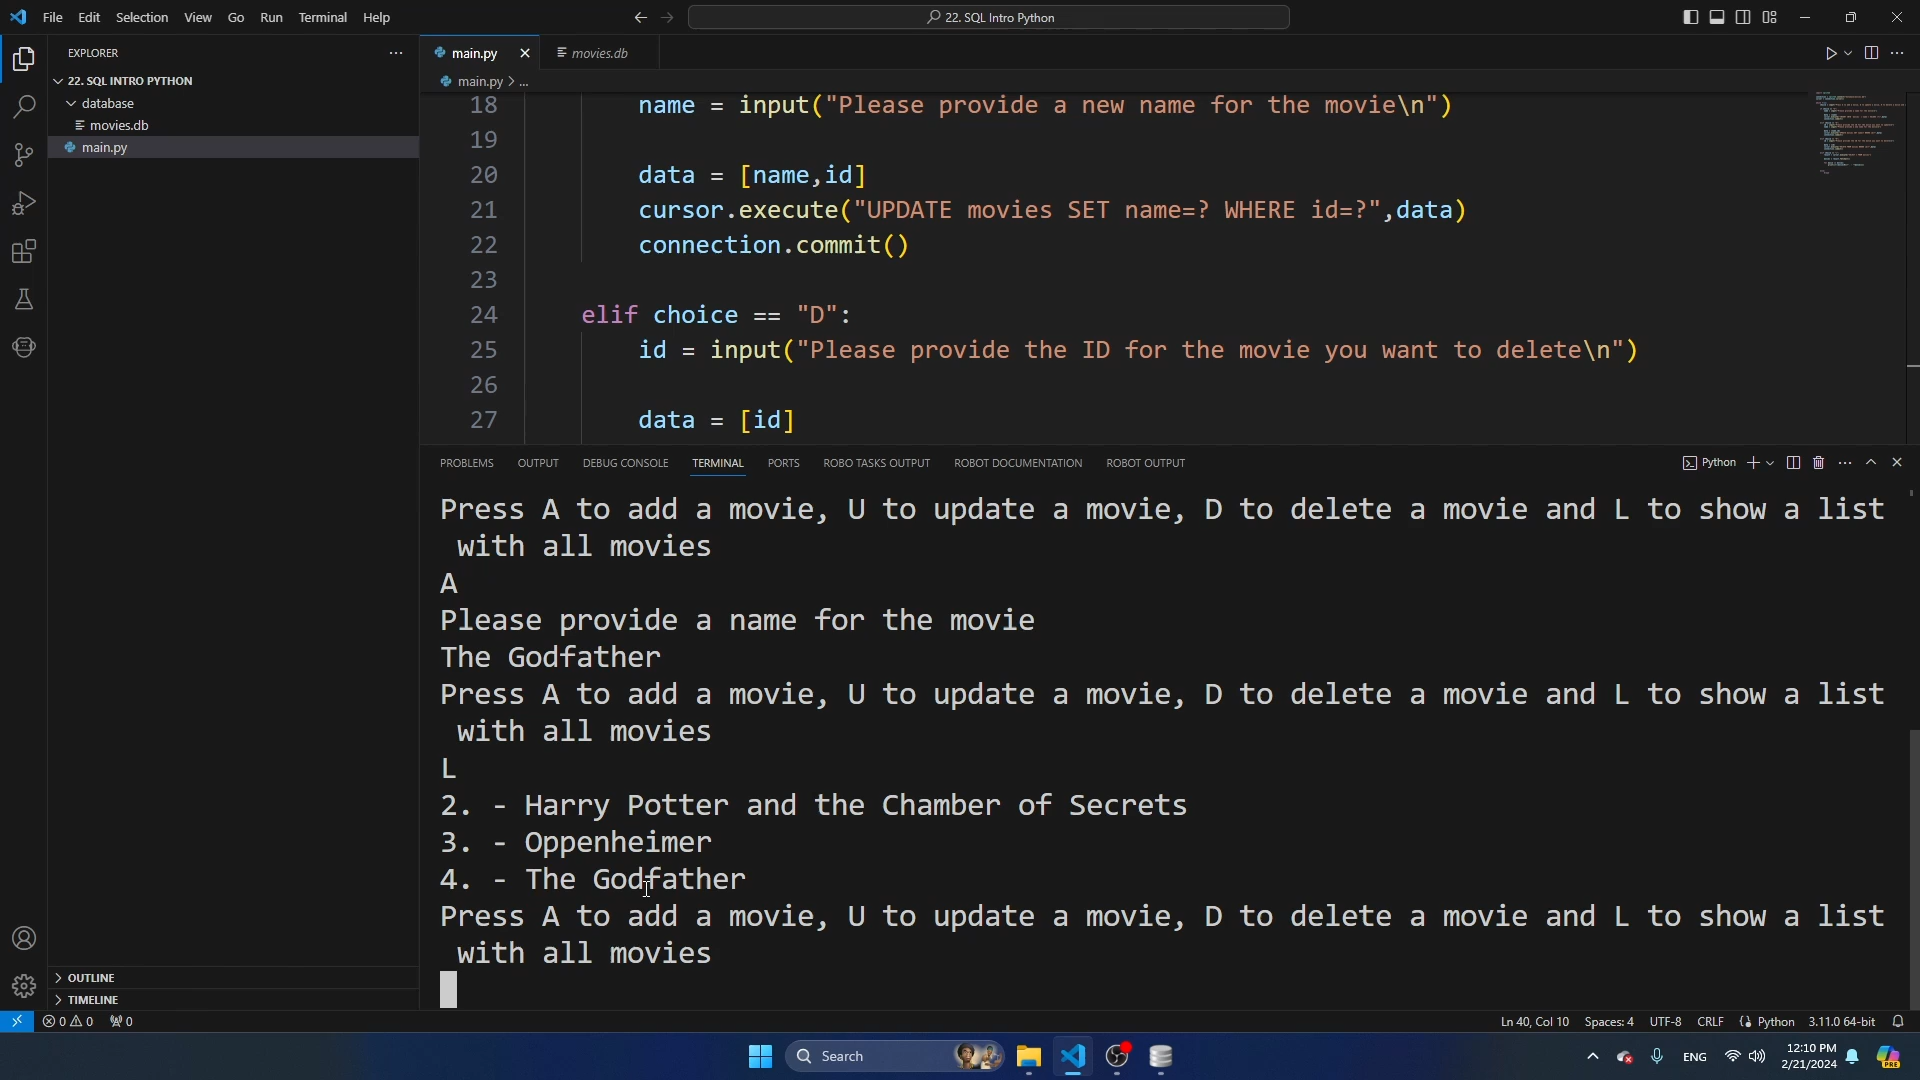 File Edit Selection View Go Run Terminal Help
22. SQL Intro Python
EXPLORER
22. SQL INTRO PYTHON
database
movies.db
main.py
OUTLINE
TIMELINE
main.py
movies.db
main.py > ...
18 name = input("Please provide a new name for the movie\n")
19
20 data = [name,id]
21 cursor.execute("UPDATE movies SET name=? WHERE id=?",data)
22 connection.commit()
23
24 elif choice == "D":
25 id = input("Please provide the ID for the movie you want to delete\n")
26
27 data = [id]
PROBLEMS OUTPUT DEBUG CONSOLE TERMINAL PORTS ROBO TASKS OUTPUT ROBOT DOCUMENTATION ROBOT OUTPUT
Python
Press A to add a movie, U to update a movie, D to delete a movie and L to show a list
with all movies
A
Please provide a name for the movie
The Godfather
Press A to add a movie, U to update a movie, D to delete a movie and L to show a list
with all movies
L
2. - Harry Potter and the Chamber of Secrets
3. - Oppenheimer
4. - The Godfather
Press A to add a movie, U to update a movie, D to delete a movie and L to show a list
with all movies
0 0 0
Ln 40, Col 10 Spaces: 4 UTF-8 CRLF Python 3.11.0 64-bit
Search
ENG
12:10 PM
2/21/2024
PRE